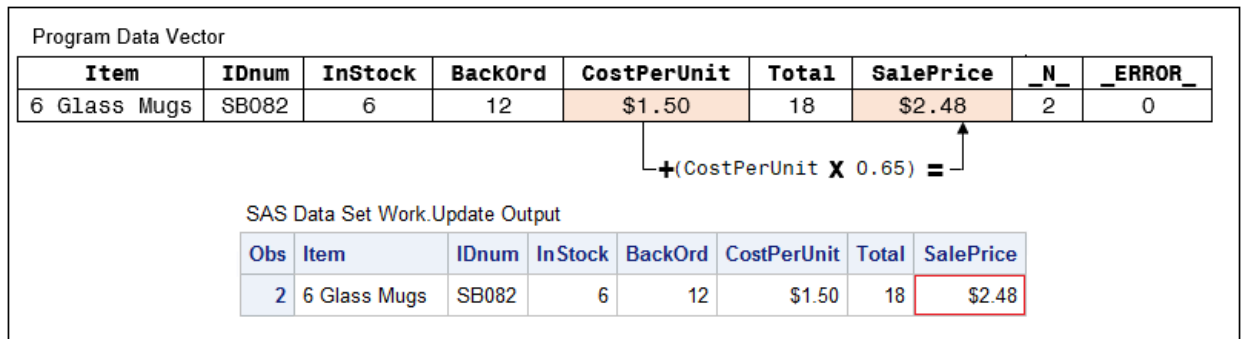 Program Data Vector
Item IDnum InStock BackOrd CostPerUnit Total SalePrice _N_ _ERROR_
6 Glass Mugs SB082 6 12 $1.50 18 $2.48 2 0
+(CostPerUnit X 0.65) =
SAS Data Set Work.Update Output
Obs Item IDnum InStock BackOrd CostPerUnit Total SalePrice
2 6 Glass Mugs SB082 6 12 $1.50 18 $2.48